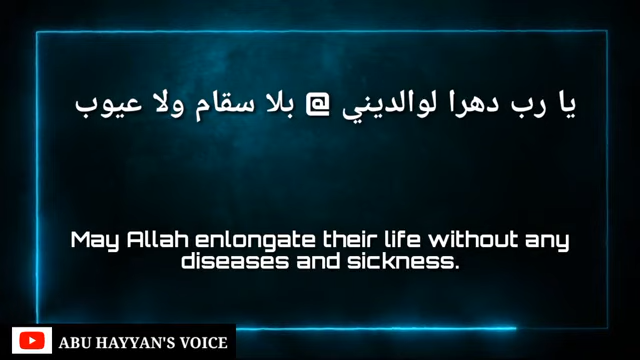 يا رب دهرا لوالديني @ بلا سقام ولا عيوب
May Allah enlongate their life without any
diseases and sickness.
ABU HAYYAN'S VOICE